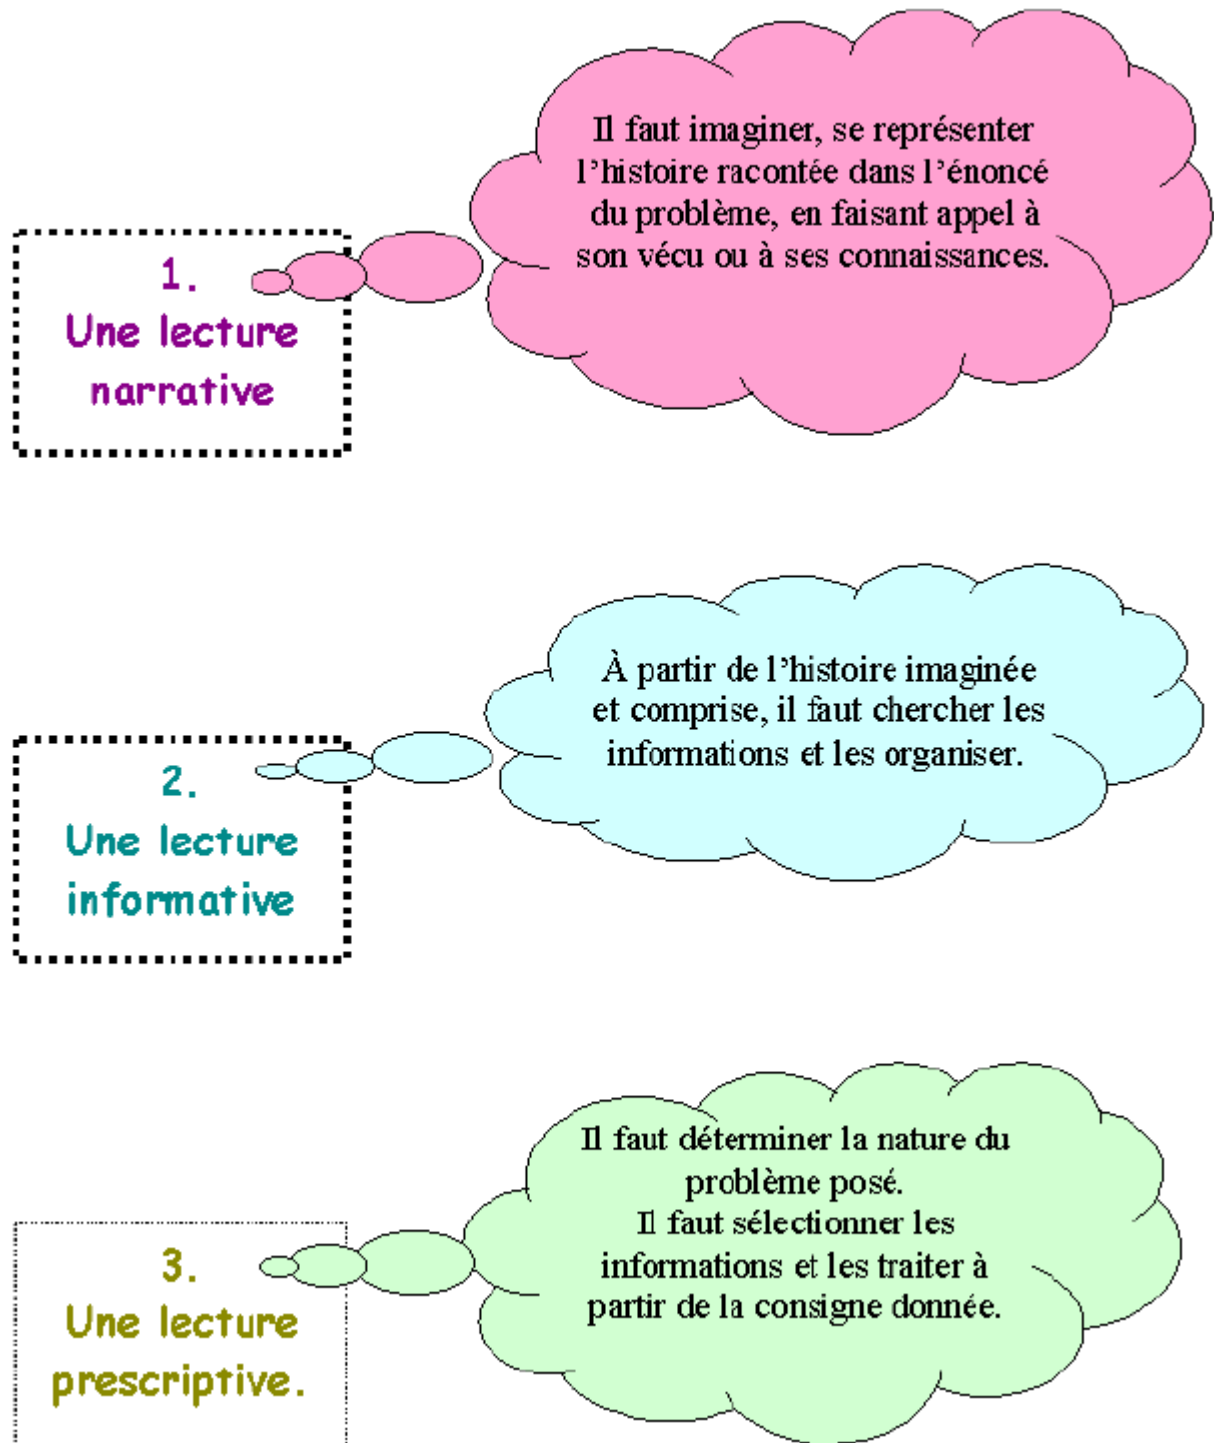 1.
Une lecture
narrative
Il faut imaginer, se représenter
l'histoire racontée dans l'énoncé
du problème, en faisant appel à
son vécu ou à ses connaissances.
2.
Une lecture
informative
À partir de l'histoire imaginée
et comprise, il faut chercher les
informations et les organiser.
3.
Une lecture
prescriptive.
Il faut déterminer la nature du
problème posé.
Il faut sélectionner les
informations et les traiter à
partir de la consigne donnée.